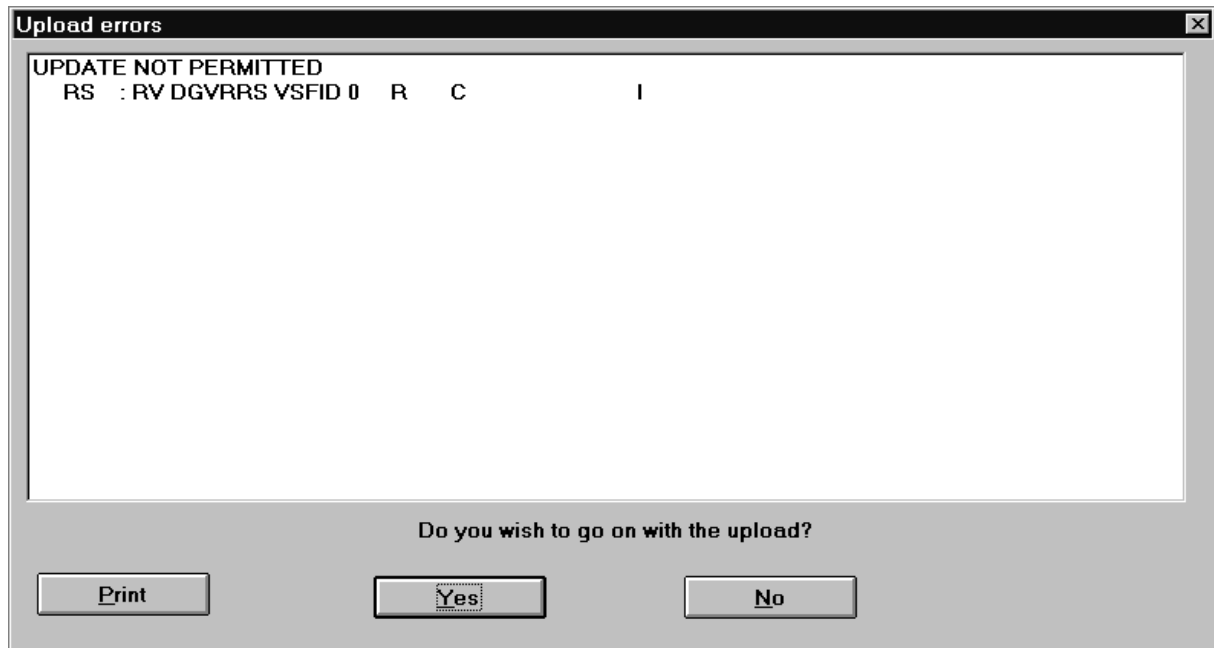 Upload errors
UPDATE NOT PERMITTED
RS : RV DGVRRS VSFID 0 R C I
Do you wish to go on with the upload?
Print Yes No